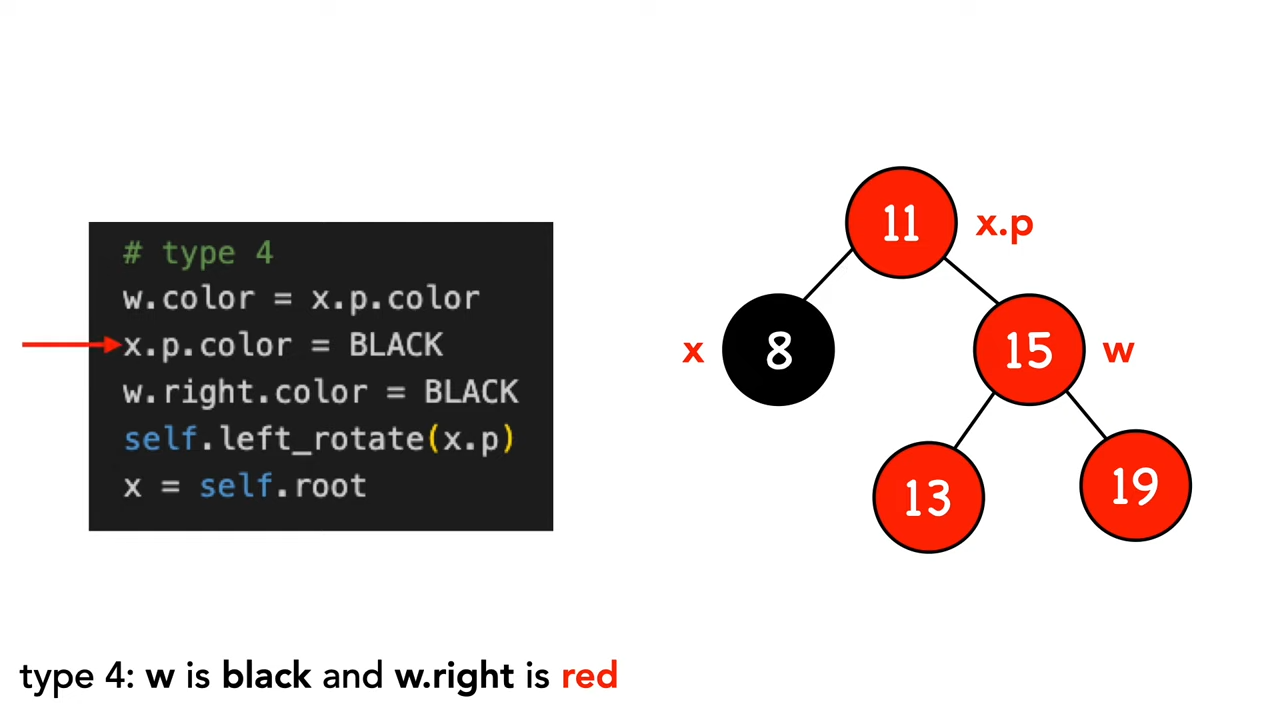 # type 4
w.color = x.p.color
x.p.color = BLACK
w.right.color = BLACK
self.left_rotate(x.p)
x = self.root
11 x.p
x 8 15 w
13 19
type 4: w is black and w.right is red